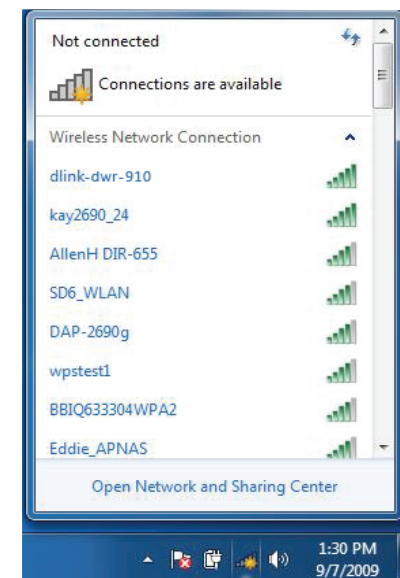 Not connected
Connections are available
Wireless Network Connection
dlink-dwr-910
kay2690_24
AllenH DIR-655
SD6_WLAN
DAP-2690g
wpstest1
BBIQ633304WPA2
Eddie_APNAS
Open Network and Sharing Center
1:30 PM
9/7/2009